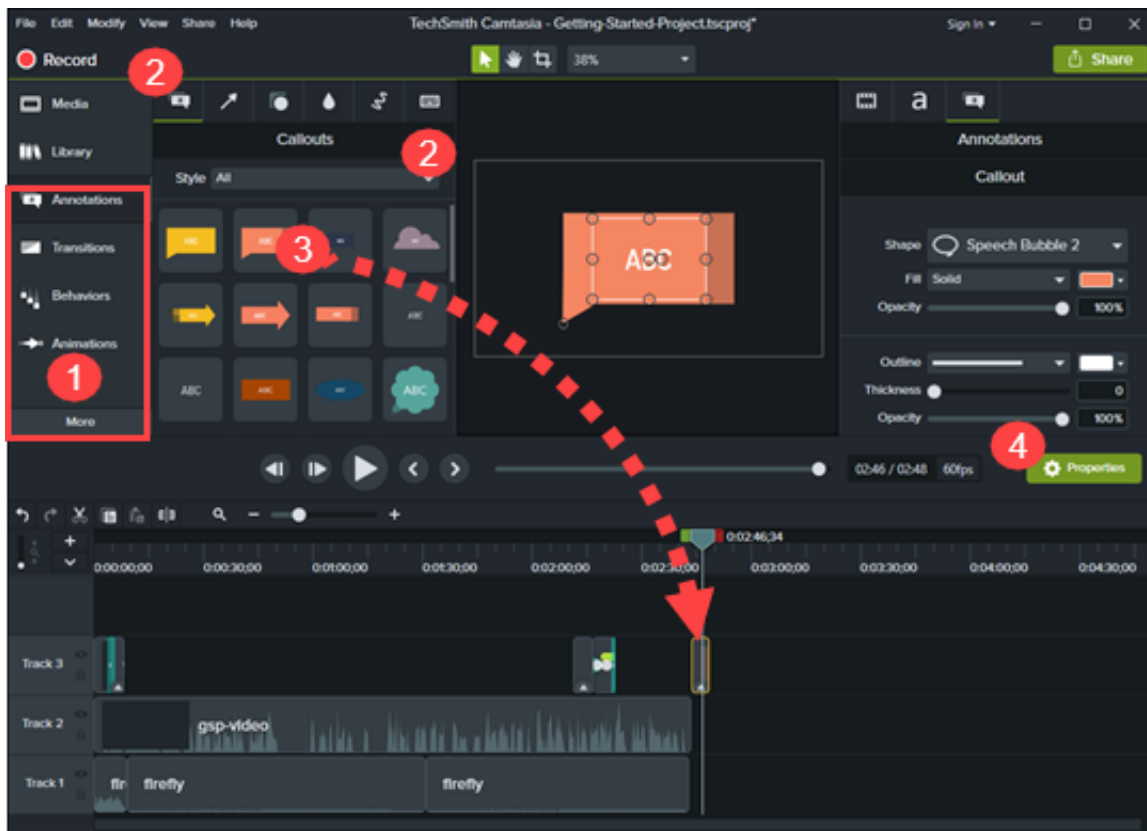 File Edit Modify View Share Help
TechSmith Camtasia - Getting-Started-Project.tscproj*
Sign In
Record
38%
Share
2
Media
Library
Annotations
Transitions
Behaviors
Animations
1
More
Callouts
2
Style All
ABC
ABC
3
ABC
ABC
ABC
ABC
ABC
ABC
ABC
ABC
a
Annotations
Callout
Shape Speech Bubble 2
Fill Solid
Opacity 100%
Outline
Thickness 0
Opacity 100%
4
Properties
02:46 / 02:48 60fps
0:02:46;34
0:00:00;00 0:00:30;00 0:01:00;00 0:01:30;00 0:02:00;00 0:02:30;00 0:03:00;00 0:03:30;00 0:04:00;00 0:04:30;00
Track 3
Track 2
gsp-video
Track 1
firefly
firefly